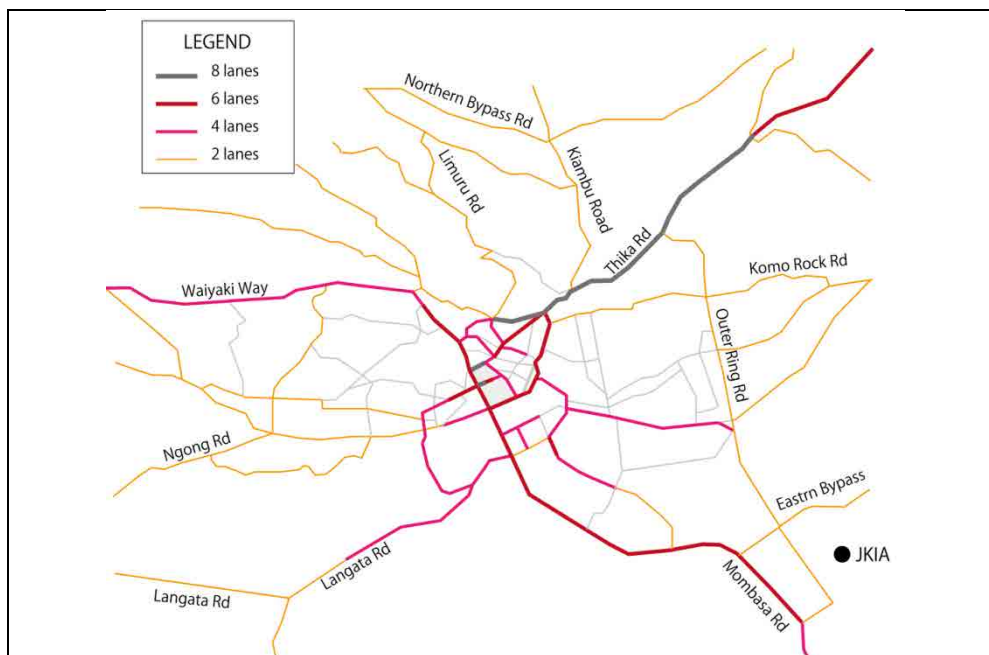 LEGEND
8 lanes
6 lanes
4 lanes
2 lanes
Northern Bypass Rd
Limuru Rd
Kiambu Road
Thika Rd
Komo Rock Rd
Waiyaki Way
Outer Ring Rd
Ngong Rd
Eastrn Bypass
JKIA
Langata Rd
Langata Rd
Mombasa Rd